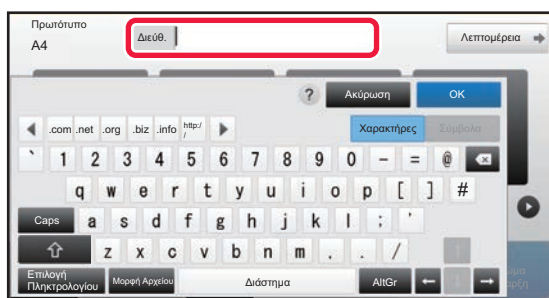 Πρωτότυπο
A4
Διεύθ.
Λεπτομέρεια
? Ακύρωση OK
.com .net .org .biz .info http:/
/
Χαρακτήρες Σύμβολα
` 1 2 3 4 5 6 7 8 9 0 - = @
q w e r t y u i o p [ ] #
Caps a s d f g h j k l ; '
z x c v b n m , . /
Επιλογή
Πληκτρολογίου
Μορφή Αρχείου Διάστημα AltGr